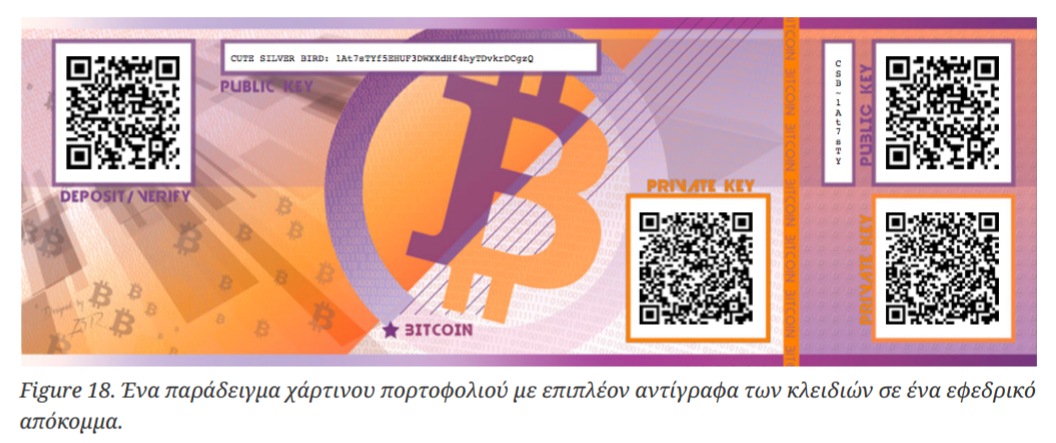 CUTE SILVER BIRD: 1At7sTYf5EHUF3DWXXdHf4hyTDvkrDCgzQ
PUBLIC KEY
DEPOSIT/VERIFY
BITCOIN
PRIVATE KEY
CSB-1At7sTY
PUBLIC KEY
PRIVATE KEY
Figure 18. Ένα παράδειγμα χάρτινου πορτοφολιού με επιπλέον αντίγραφα των κλειδιών σε ένα εφεδρικό
απόκομμα.